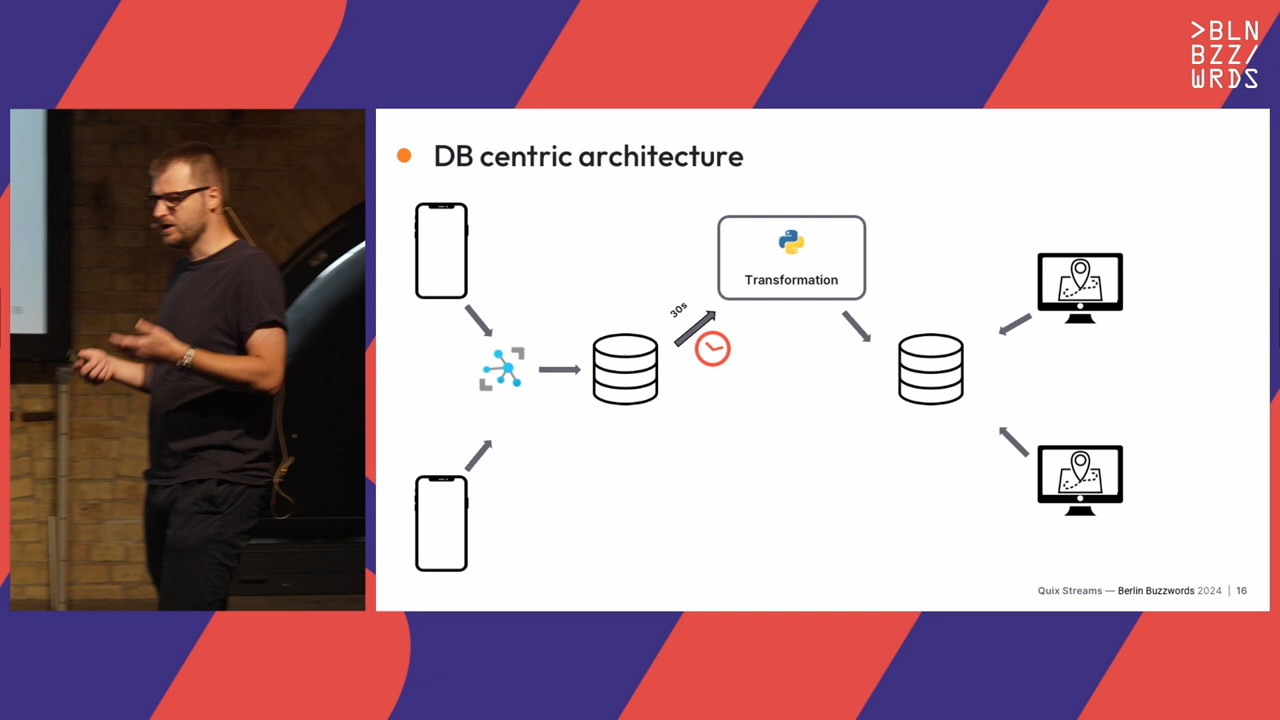 >BLN
BZZ/
WRDS
DB centric architecture
30s
Transformation
Quix Streams — Berlin Buzzwords 2024 | 16